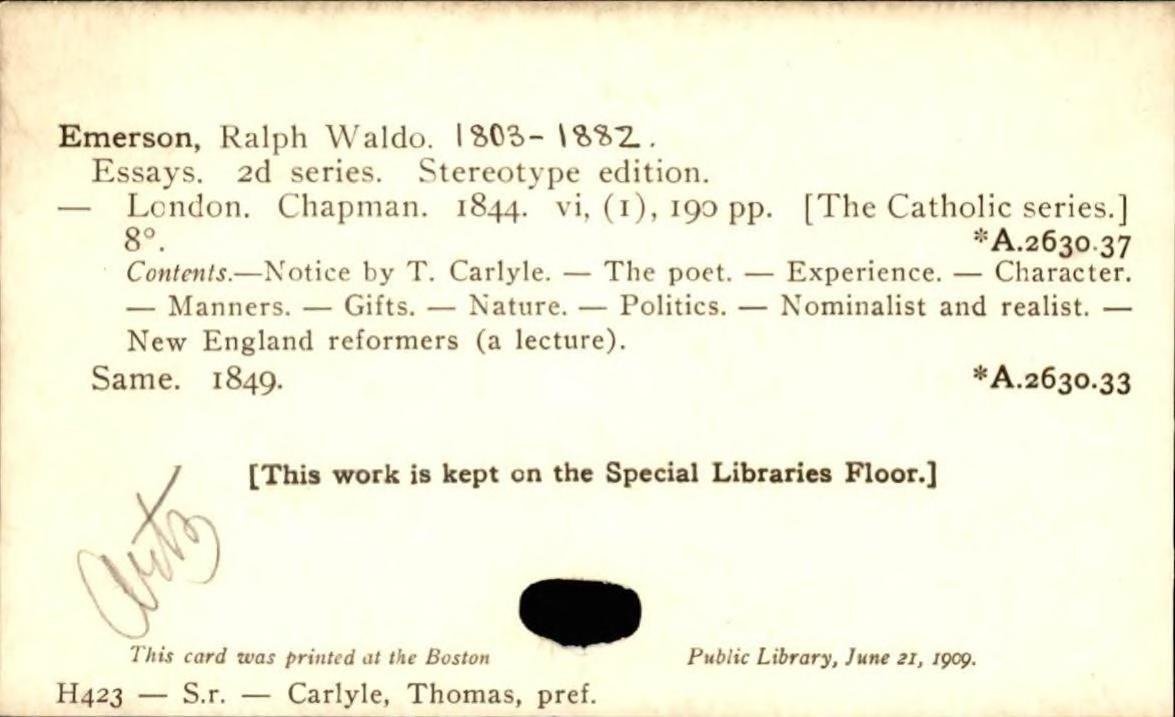 Emerson, Ralph Waldo. 1803-1882.
Essays. 2d series. Stereotype edition.
— London. Chapman. 1844. vi, (1), 190 pp. [The Catholic series.]
8°. *A.2630.37
Contents.—Notice by T. Carlyle. — The poet. — Experience. — Character.
— Manners. — Gifts. — Nature. — Politics. — Nominalist and realist. —
New England reformers (a lecture).
Same. 1849. *A.2630.33
[This work is kept on the Special Libraries Floor.]
Artz
This card was printed at the Boston Public Library, June 21, 1909.
H423 — S.r. — Carlyle, Thomas, pref.